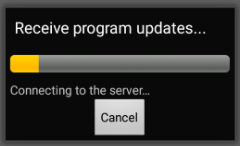 Receive program updates...
Connecting to the server...
Cancel